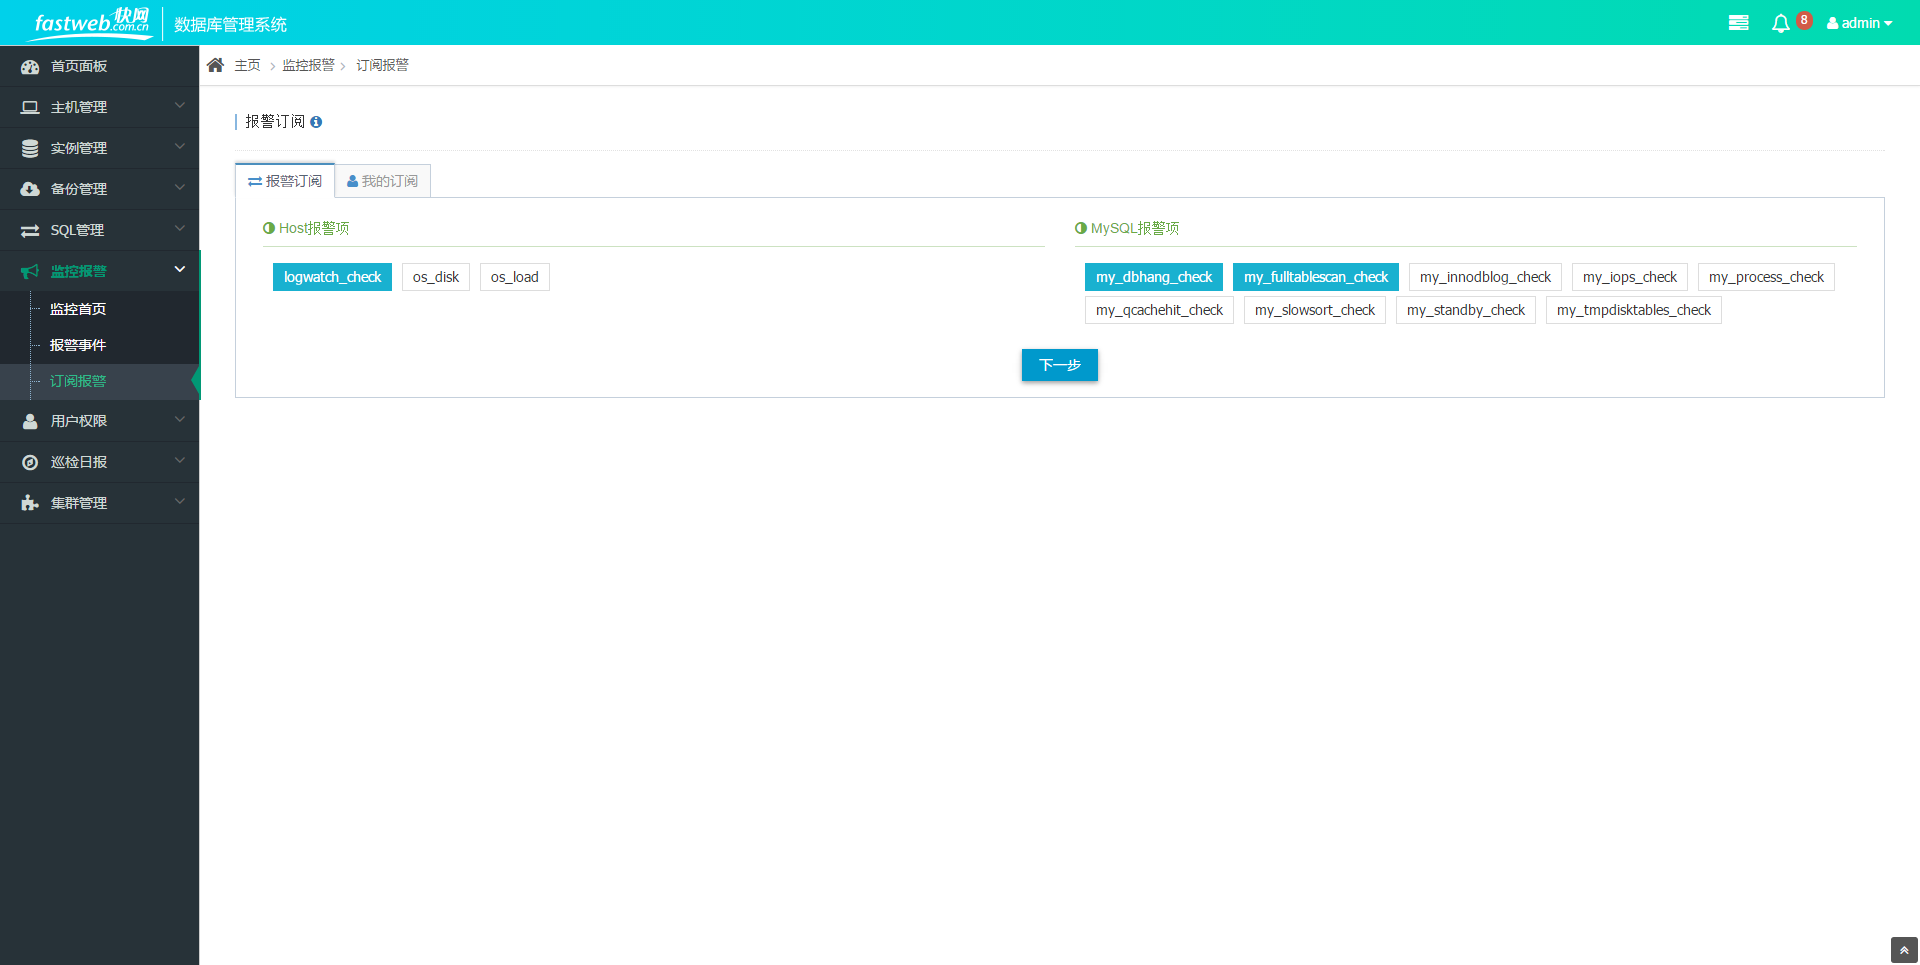 fastweb快网
.com.cn
数据库管理系统
8
admin
首页面板
主机管理
实例管理
备份管理
SQL管理
监控报警
监控首页
报警事件
订阅报警
用户权限
巡检日报
集群管理
主页 > 监控报警 > 订阅报警
报警订阅
报警订阅 我的订阅
Host报警项
logwatch_check os_disk os_load
MySQL报警项
my_dbhang_check my_fulltablescan_check my_innodblog_check my_iops_check my_process_check
my_qcachehit_check my_slowsort_check my_standby_check my_tmpdisktables_check
下一步